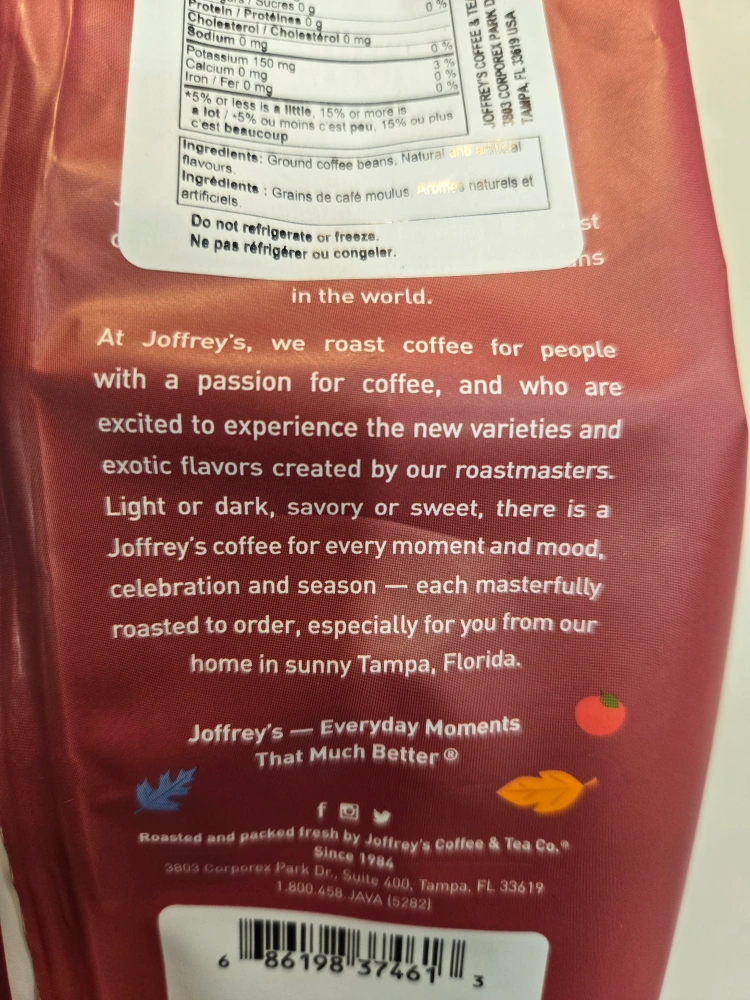 Sucres 0 g
Protein / Protéines 0 g
0 %
Cholesterol / Cholestérol 0 mg
Sodium 0 mg
0 %
Potassium 150 mg
3 %
Calcium 0 mg
0 %
Iron / Fer 0 mg
0 %
*5% or less is a little, 15% or more is
a lot / *5% ou moins c'est peu, 15% ou plus
c'est beaucoup
JOFFREY'S COFFEE & TEA
3803 CORPOREX PARK D
TAMPA, FL 33619 USA
Ingredients: Ground coffee beans, Natural and artificial
flavours.
Ingrédients : Grains de café moulus, Arômes naturels et
artificiels.
Do not refrigerate or freeze.
Ne pas réfrigérer ou congeler.
in the world.
At Joffrey's, we roast coffee for people
with a passion for coffee, and who are
excited to experience the new varieties and
exotic flavors created by our roastmasters.
Light or dark, savory or sweet, there is a
Joffrey's coffee for every moment and mood,
celebration and season — each masterfully
roasted to order, especially for you from our
home in sunny Tampa, Florida.
Joffrey's — Everyday Moments
That Much Better ®
Roasted and packed fresh by Joffrey's Coffee & Tea Co.®
Since 1984
3803 Corporex Park Dr., Suite 400, Tampa, FL 33619
1.800.458.JAVA (5282)
6 86198 37461 3